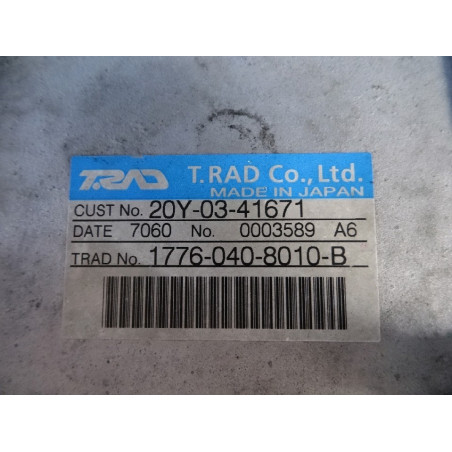 T.RAD T.RAD Co., Ltd.
MADE IN JAPAN
CUST No. 20Y-03-41671
DATE 7060 No. 0003589 A6
TRAD No. 1776-040-8010-B